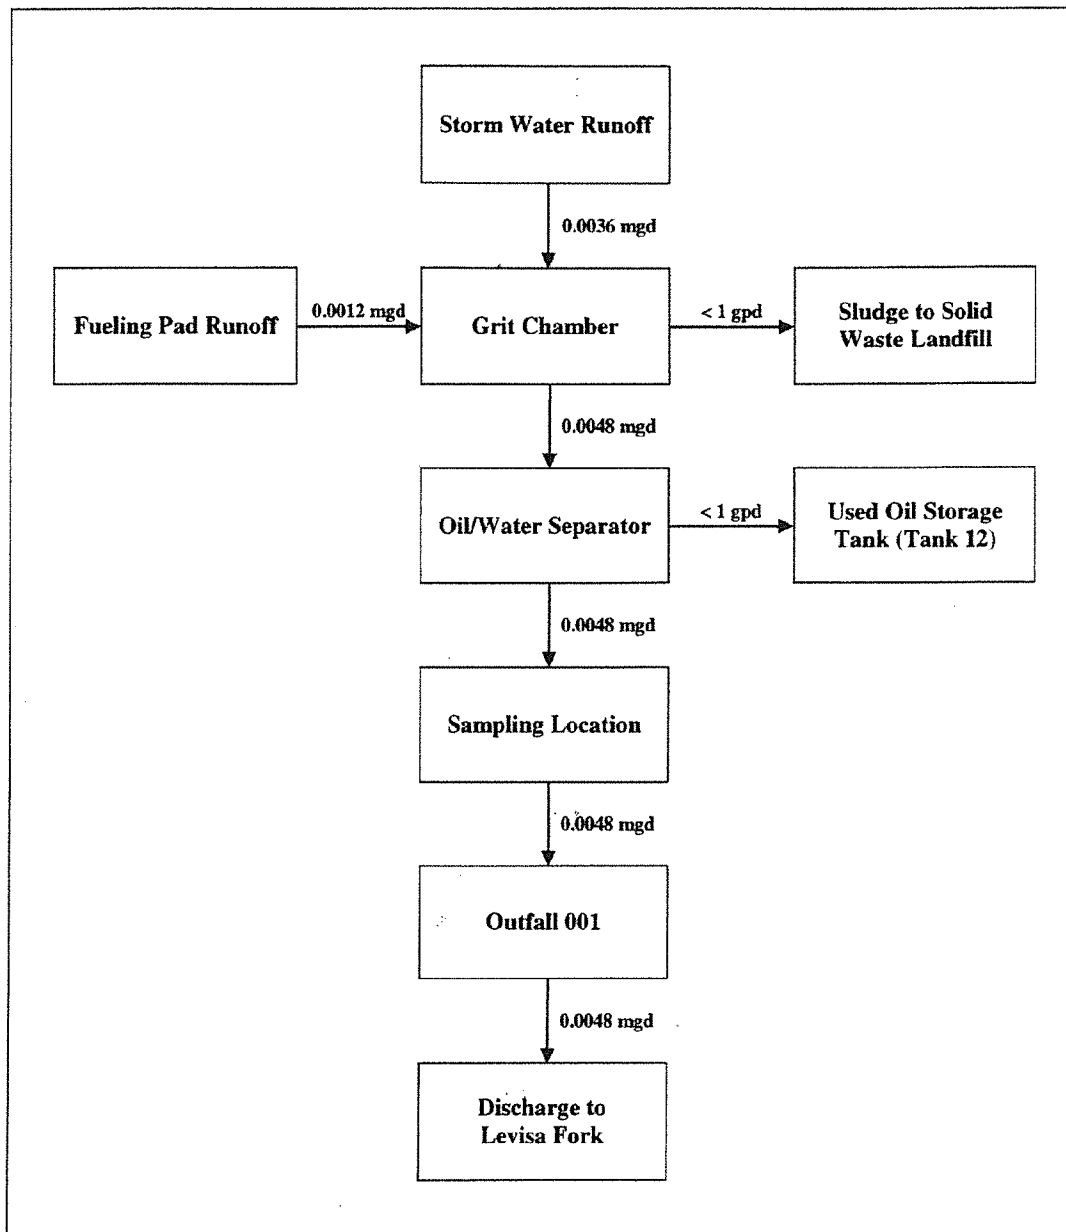 Storm Water Runoff
0.0036 mgd
Fueling Pad Runoff
0.0012 mgd
Grit Chamber
< 1 gpd
Sludge to Solid
Waste Landfill
0.0048 mgd
Oil/Water Separator
< 1 gpd
Used Oil Storage
Tank (Tank 12)
0.0048 mgd
Sampling Location
0.0048 mgd
Outfall 001
0.0048 mgd
Discharge to
Levisa Fork